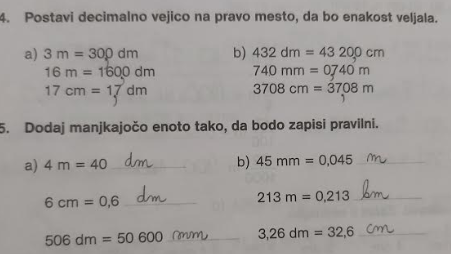 4. Postavi decimalno vejico na pravo mesto, da bo enakost veljala.
a) 3 m = 30,0 dm b) 432 dm = 43 20,0 cm
16 m = 160,0 dm 740 mm = 0,740 m
17 cm = 1,7 dm 3708 cm = 37,08 m
5. Dodaj manjkajočo enoto tako, da bodo zapisi pravilni.
a) 4 m = 40 dm b) 45 mm = 0,045 m
6 cm = 0,6 dm 213 m = 0,213 km
506 dm = 50 600 mm 3,26 dm = 32,6 cm